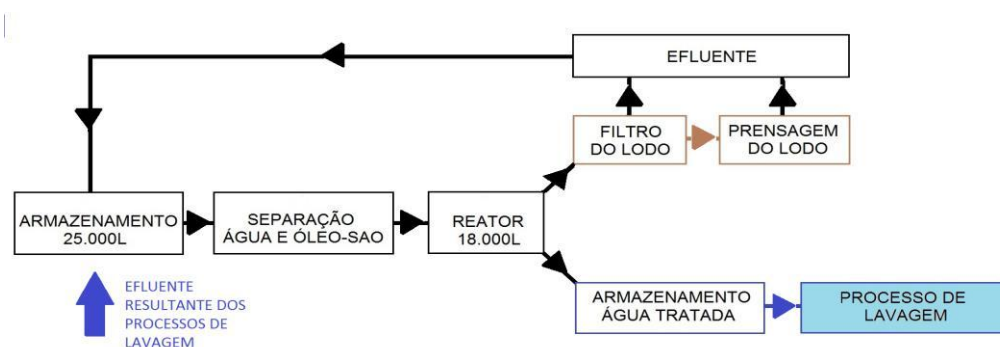 EFLUENTE
FILTRO
DO LODO
PRENSAGEM
DO LODO
ARMAZENAMENTO
25.000L
SEPARAÇÃO
ÁGUA E ÓLEO-SAO
REATOR
18.000L
EFLUENTE
RESULTANTE DOS
PROCESSOS DE
LAVAGEM
ARMAZENAMENTO
ÁGUA TRATADA
PROCESSO DE
LAVAGEM